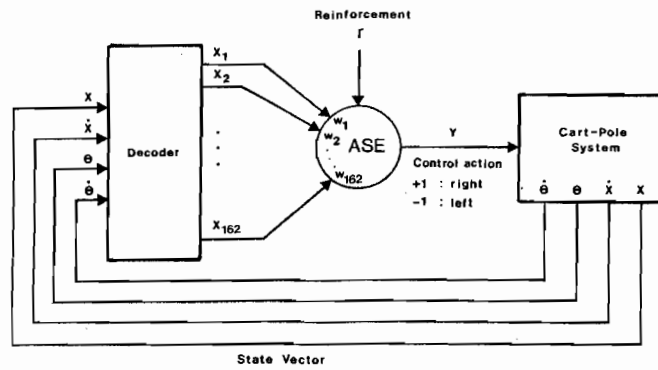 Reinforcement
r
X1
X2
X
Ẋ
θ
θ̇
Decoder
.
.
.
w1
w2
.
.
w162
ASE
X162
Y
Control action
+1 : right
-1 : left
Cart-Pole
System
θ̇ θ Ẋ X
State Vector